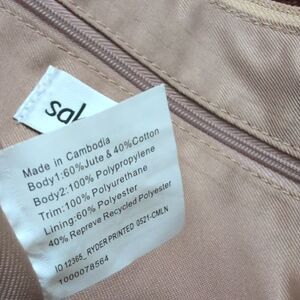 sal
Made in Cambodia
Body1:60%Jute & 40%Cotton
Body2:100% Polypropylene
Trim:100% Polyurethane
Lining:60% Polyester
40% Repreve Recycled Polyester
IO 12365_RYDER PRINTED 0521-CMLN
1000078564